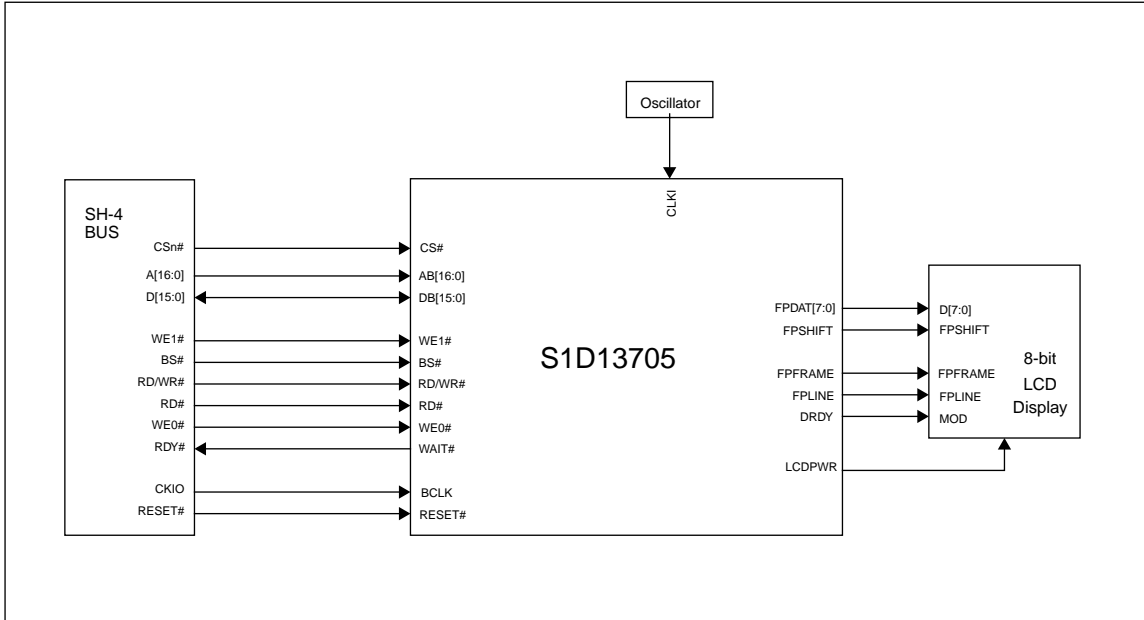 Oscillator
CLKI
SH-4
BUS
CSn#
A[16:0]
D[15:0]
WE1#
BS#
RD/WR#
RD#
WE0#
RDY#
CKIO
RESET#
CS#
AB[16:0]
DB[15:0]
WE1#
BS#
RD/WR#
RD#
WE0#
WAIT#
BCLK
RESET#
S1D13705
FPDAT[7:0]
FPSHIFT
FPFRAME
FPLINE
DRDY
LCDPWR
D[7:0]
FPSHIFT
FPFRAME
FPLINE
MOD
8-bit
LCD
Display